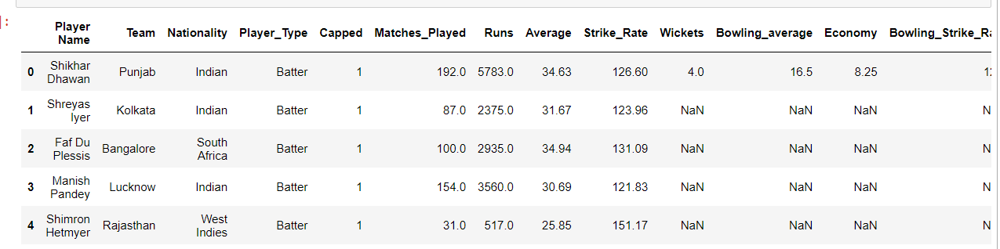 :
Player Name Team Nationality Player_Type Capped Matches_Played Runs Average Strike_Rate Wickets Bowling_average Economy Bowling_Strike_Ra
0 Shikhar Dhawan Punjab Indian Batter 1 192.0 5783.0 34.63 126.60 4.0 16.5 8.25 12
1 Shreyas Iyer Kolkata Indian Batter 1 87.0 2375.0 31.67 123.96 NaN NaN NaN N
2 Faf Du Plessis Bangalore South Africa Batter 1 100.0 2935.0 34.94 131.09 NaN NaN NaN N
3 Manish Pandey Lucknow Indian Batter 1 154.0 3560.0 30.69 121.83 NaN NaN NaN N
4 Shimron Hetmyer Rajasthan West Indies Batter 1 31.0 517.0 25.85 151.17 NaN NaN NaN N